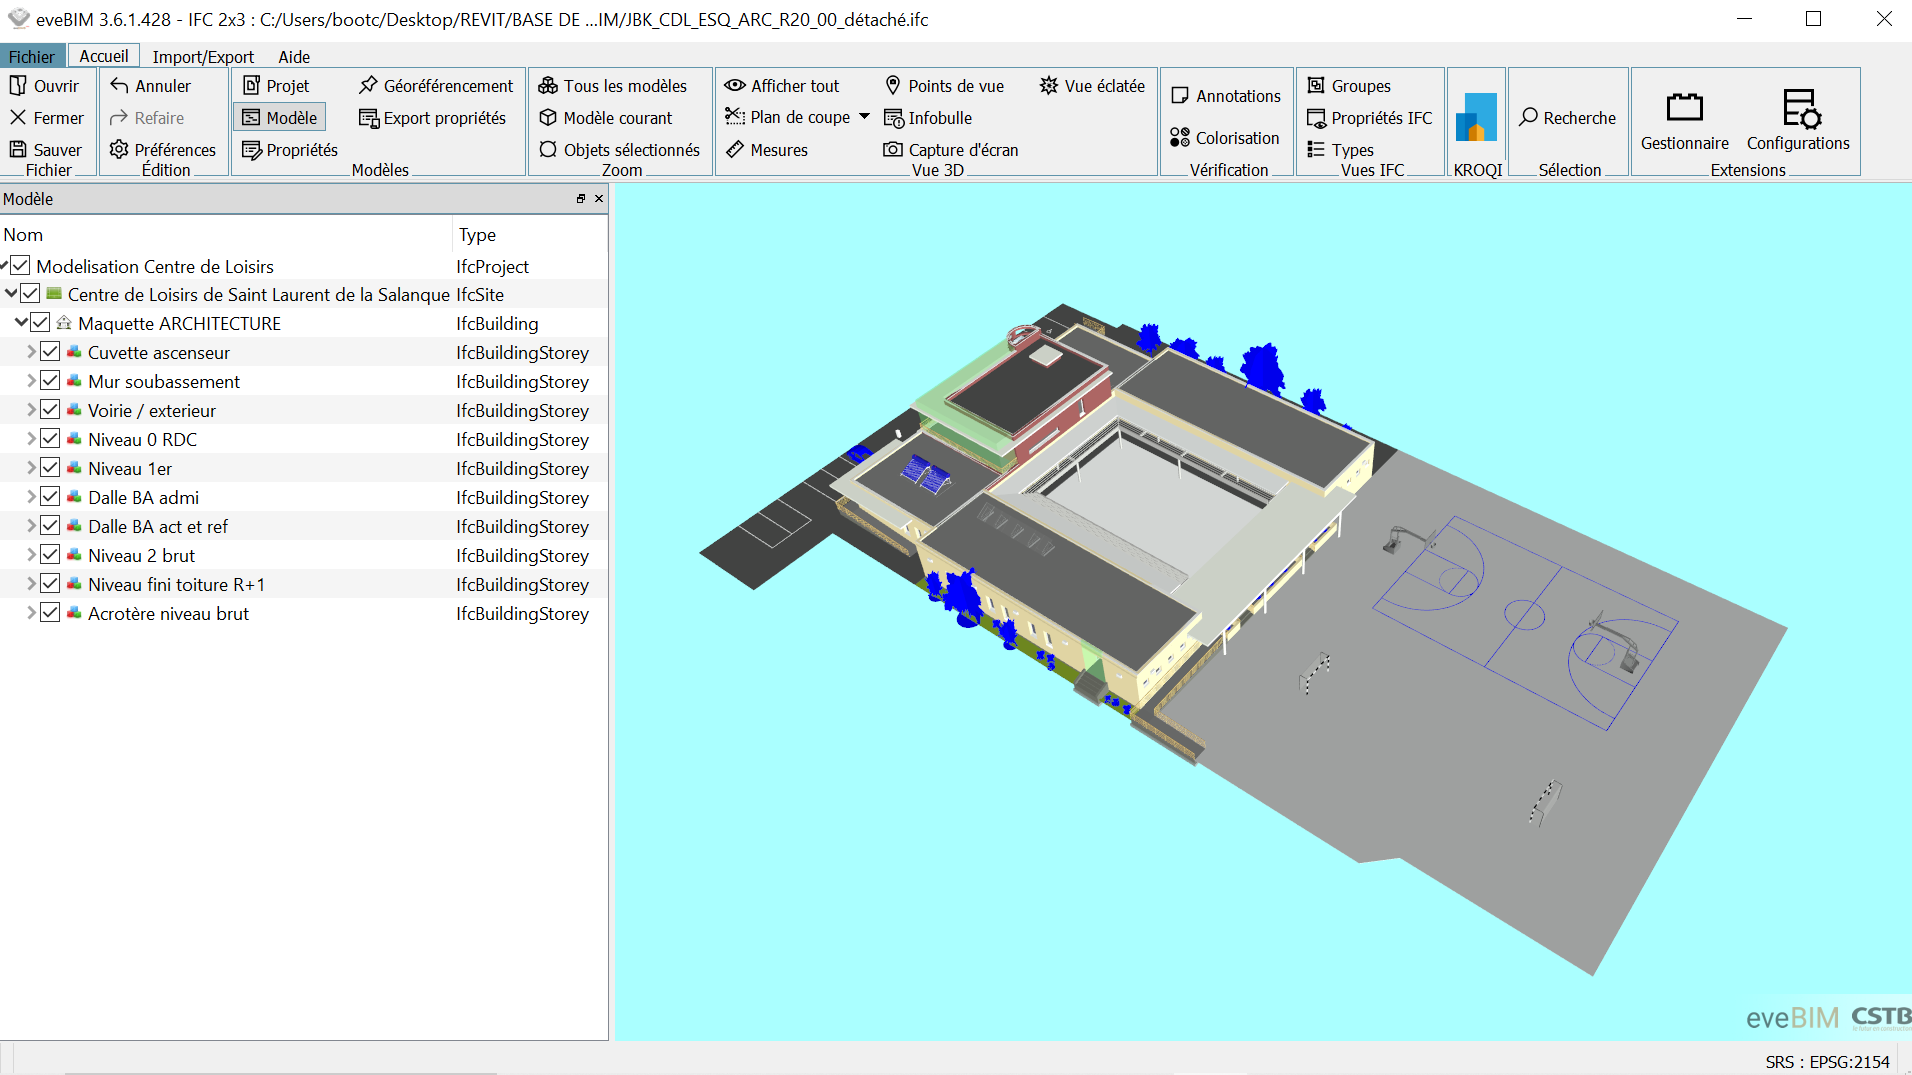 eveBIM 3.6.1.428 - IFC 2x3 : C:/Users/bootc/Desktop/REVIT/BASE DE ...IM/JBK_CDL_ESQ_ARC_R20_00_détaché.ifc
Fichier Accueil Import/Export Aide
Ouvrir Annuler Projet Géoréférencement Tous les modèles Afficher tout Points de vue Vue éclatée Annotations Groupes
Fermer Refaire Modèle Export propriétés Modèle courant Plan de coupe Infobulle Colorisation Propriétés IFC Recherche Gestionnaire Configurations
Sauver Préférences Propriétés Objets sélectionnés Mesures Capture d'écran Types
Fichier Édition Modèles Zoom Vue 3D Vérification Vues IFC KROQI Sélection Extensions
Modèle
Nom Type
Modelisation Centre de Loisirs IfcProject
Centre de Loisirs de Saint Laurent de la Salanque IfcSite
Maquette ARCHITECTURE IfcBuilding
Cuvette ascenseur IfcBuildingStorey
Mur soubassement IfcBuildingStorey
Voirie / exterieur IfcBuildingStorey
Niveau 0 RDC IfcBuildingStorey
Niveau 1er IfcBuildingStorey
Dalle BA admi IfcBuildingStorey
Dalle BA act et ref IfcBuildingStorey
Niveau 2 brut IfcBuildingStorey
Niveau fini toiture R+1 IfcBuildingStorey
Acrotère niveau brut IfcBuildingStorey
eveBIM CSTB
SRS : EPSG:2154